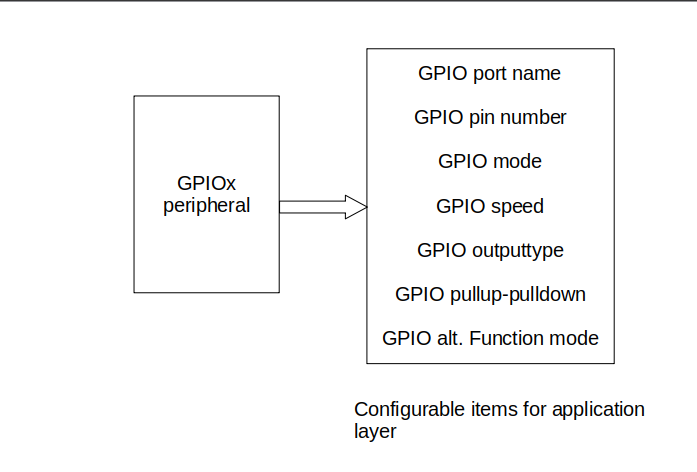 GPIOx
peripheral
GPIO port name
GPIO pin number
GPIO mode
GPIO speed
GPIO outputtype
GPIO pullup-pulldown
GPIO alt. Function mode
Configurable items for application
layer